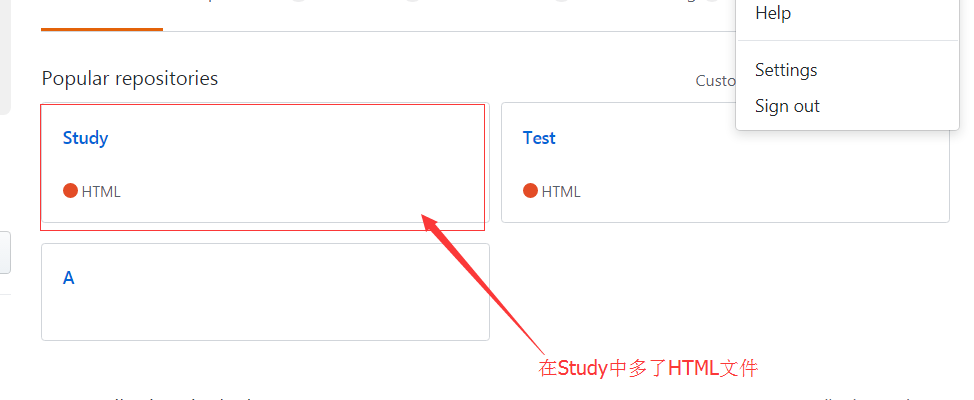 Help
Popular repositories
Custo
Settings
Sign out
Study
Test
HTML
HTML
A
在Study中多了HTML文件